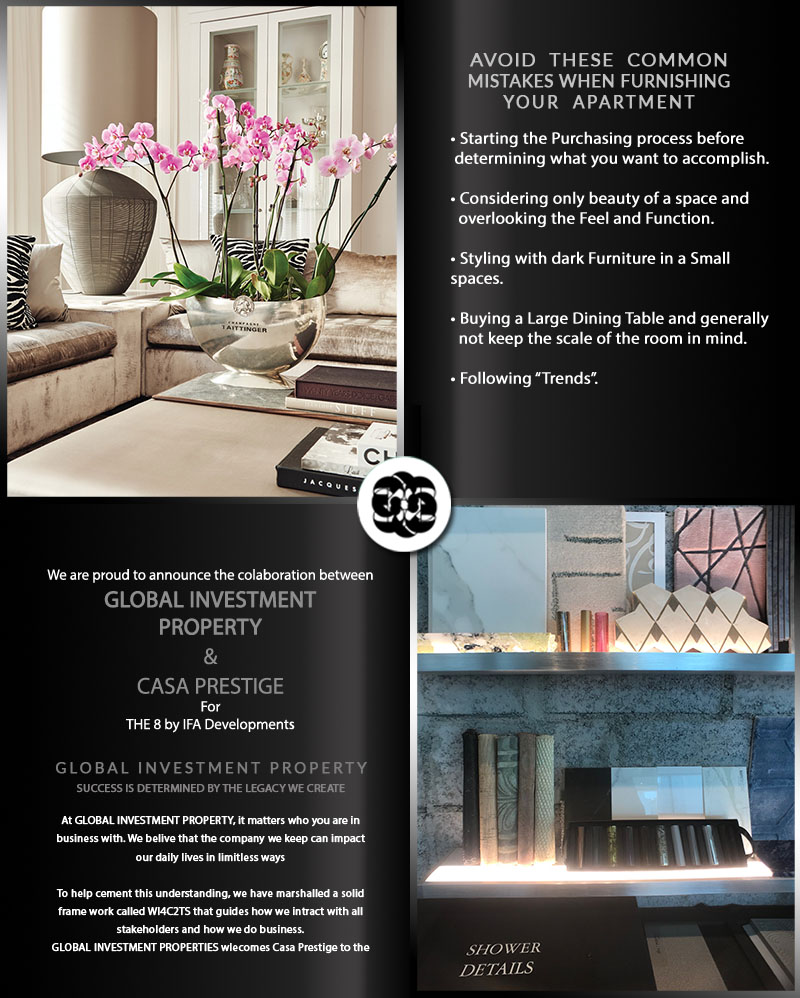 AVOID THESE COMMON
MISTAKES WHEN FURNISHING
YOUR APARTMENT
• Starting the Purchasing process before
determining what you want to accomplish.
• Considering only beauty of a space and
overlooking the Feel and Function.
• Styling with dark Furniture in a Small
spaces.
• Buying a Large Dining Table and generally
not keep the scale of the room in mind.
• Following “Trends”.
CHAMPAGNE
TAITTINGER
STEFF
CH
JACQUES
We are proud to announce the colaboration between
GLOBAL INVESTMENT
PROPERTY
&
CASA PRESTIGE
For
THE 8 by IFA Developments
GLOBAL INVESTMENT PROPERTY
SUCCESS IS DETERMINED BY THE LEGACY WE CREATE
At GLOBAL INVESTMENT PROPERTY, it matters who you are in
business with. We belive that the company we keep can impact
our daily lives in limitless ways
To help cement this understanding, we have marshalled a solid
frame work called WI4C2TS that guides how we intract with all
stakeholders and how we do business.
GLOBAL INVESTMENT PROPERTIES wlecomes Casa Prestige to the
SHOWER
DETAILS